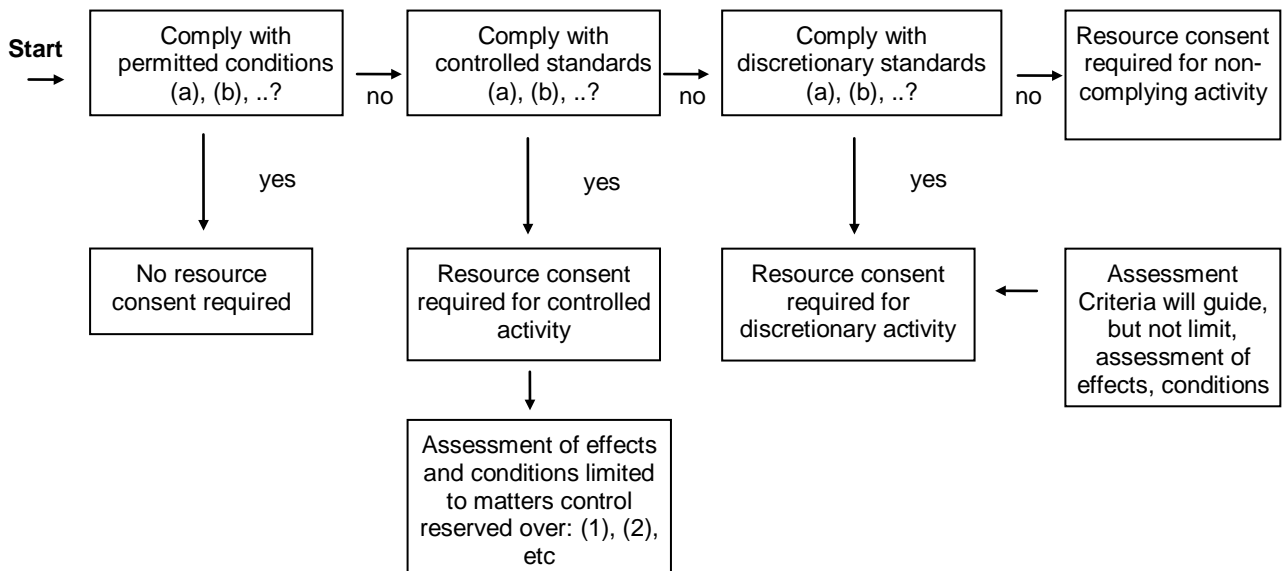 Start
Comply with
permitted conditions
(a), (b), ..?
no
Comply with
controlled standards
(a), (b), ..?
no
Comply with
discretionary standards
(a), (b), ..?
no
Resource consent
required for non-
complying activity
yes
yes
yes
No resource
consent required
Resource consent
required for controlled
activity
Resource consent
required for
discretionary activity
Assessment
Criteria will guide,
but not limit,
assessment of
effects, conditions
Assessment of effects
and conditions limited
to matters control
reserved over: (1), (2),
etc